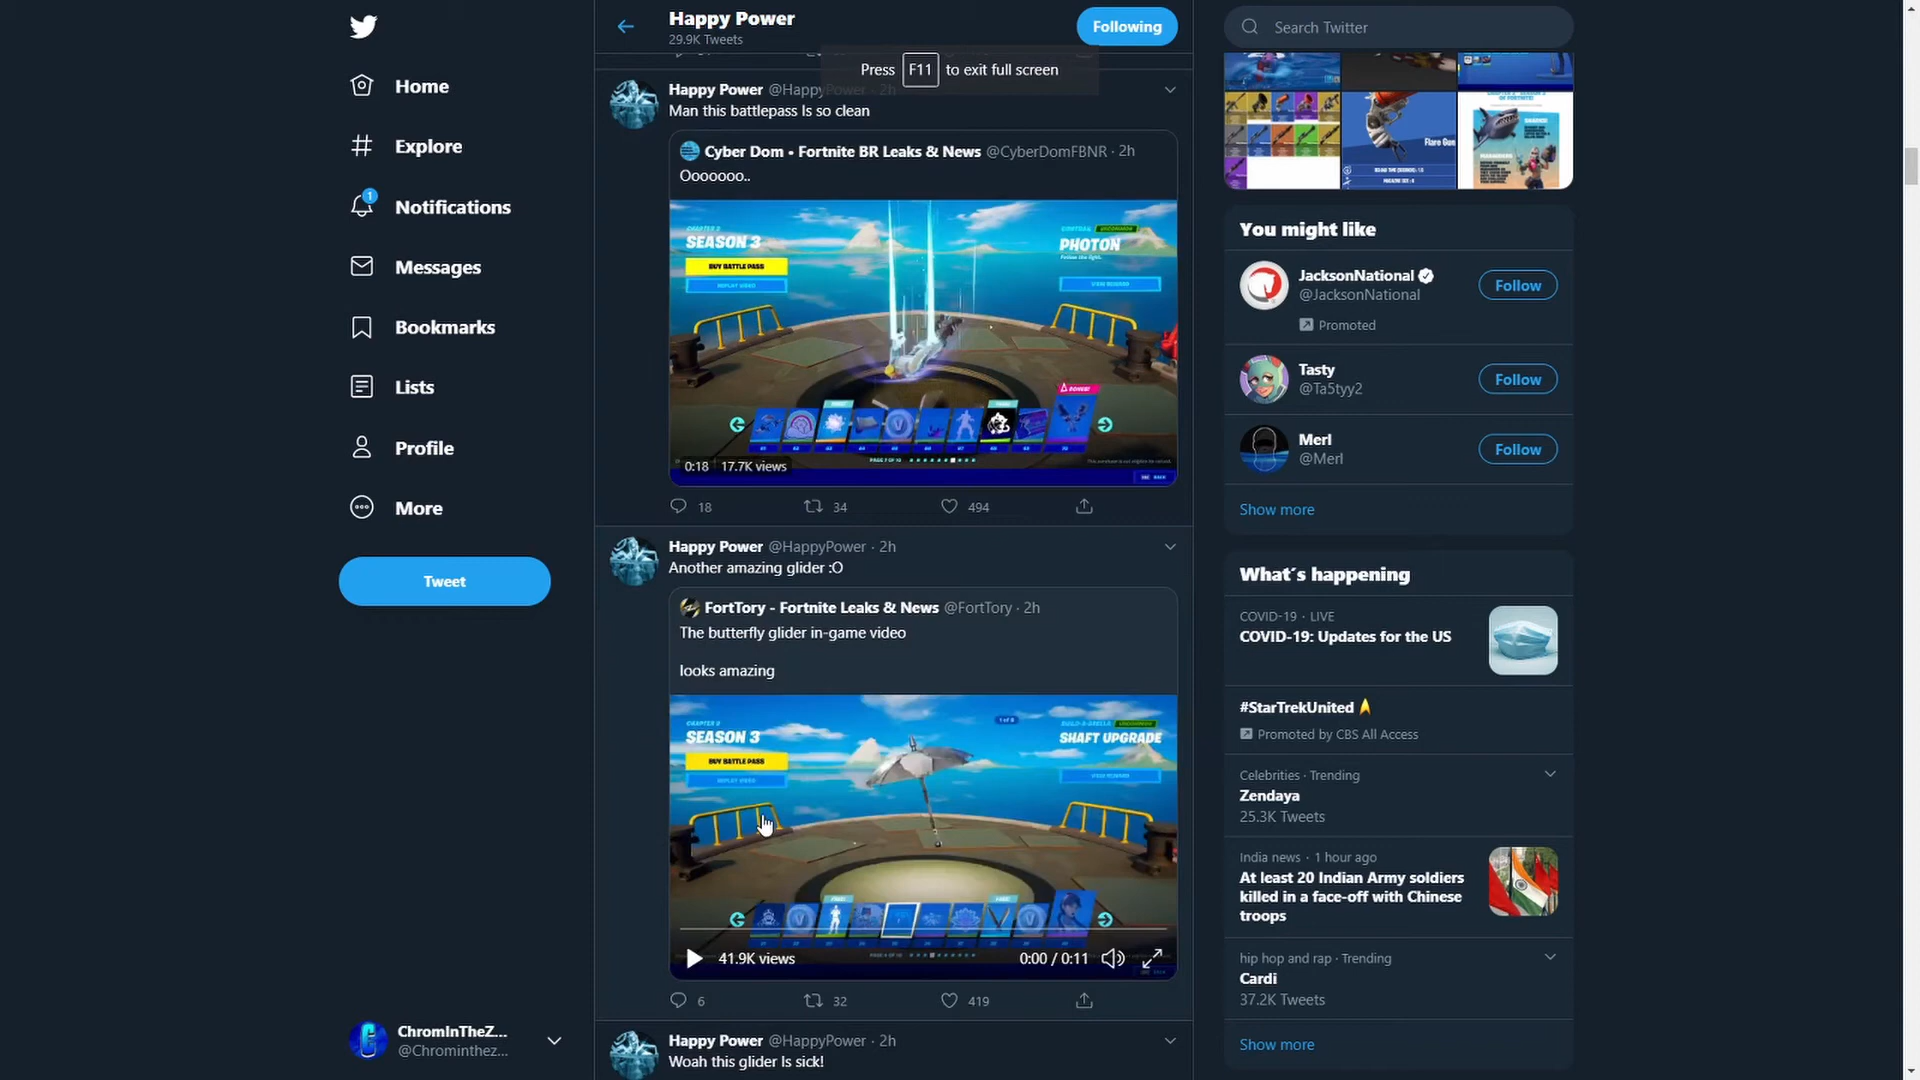 Home
Explore
1
Notifications
Messages
Bookmarks
Lists
Profile
More
Tweet
ChromInTheZ...
@Chrominthez...
Happy Power
29.9K Tweets
Following
Press F11 to exit full screen
Happy Power @HappyPower · 2h
Man this battlepass Is so clean
Cyber Dom • Fortnite BR Leaks & News @CyberDomFBNR · 2h
Ooooooo..
CHAPTER 2
SEASON 3
BUY BATTLE PASS
REPLAY VIDEO
CONTRAIL UNCOMMON
PHOTON
Follow the light.
VIEW REWARD
PAGE 7 OF 10
0:18 17.7K views
18
34
494
Happy Power @HappyPower · 2h
Another amazing glider :O
FortTory - Fortnite Leaks & News @FortTory · 2h
The butterfly glider in-game video
looks amazing
1 of 8
CHAPTER 2
SEASON 3
BUY BATTLE PASS
REPLAY VIDEO
BUILD-A-BRELLA UNCOMMON
SHAFT UPGRADE
VIEW REWARD
41.9K views
0:00 / 0:11
6
32
419
Happy Power @HappyPower · 2h
Woah this glider Is sick!
Search Twitter
Flare Gun
You might like
JacksonNational
@JacksonNational
Promoted
Follow
Tasty
@Ta5tyy2
Follow
Merl
@Merl
Follow
Show more
What's happening
COVID-19 · LIVE
COVID-19: Updates for the US
#StarTrekUnited
Promoted by CBS All Access
Celebrities · Trending
Zendaya
25.3K Tweets
India news · 1 hour ago
At least 20 Indian Army soldiers
killed in a face-off with Chinese
troops
hip hop and rap · Trending
Cardi
37.2K Tweets
Show more